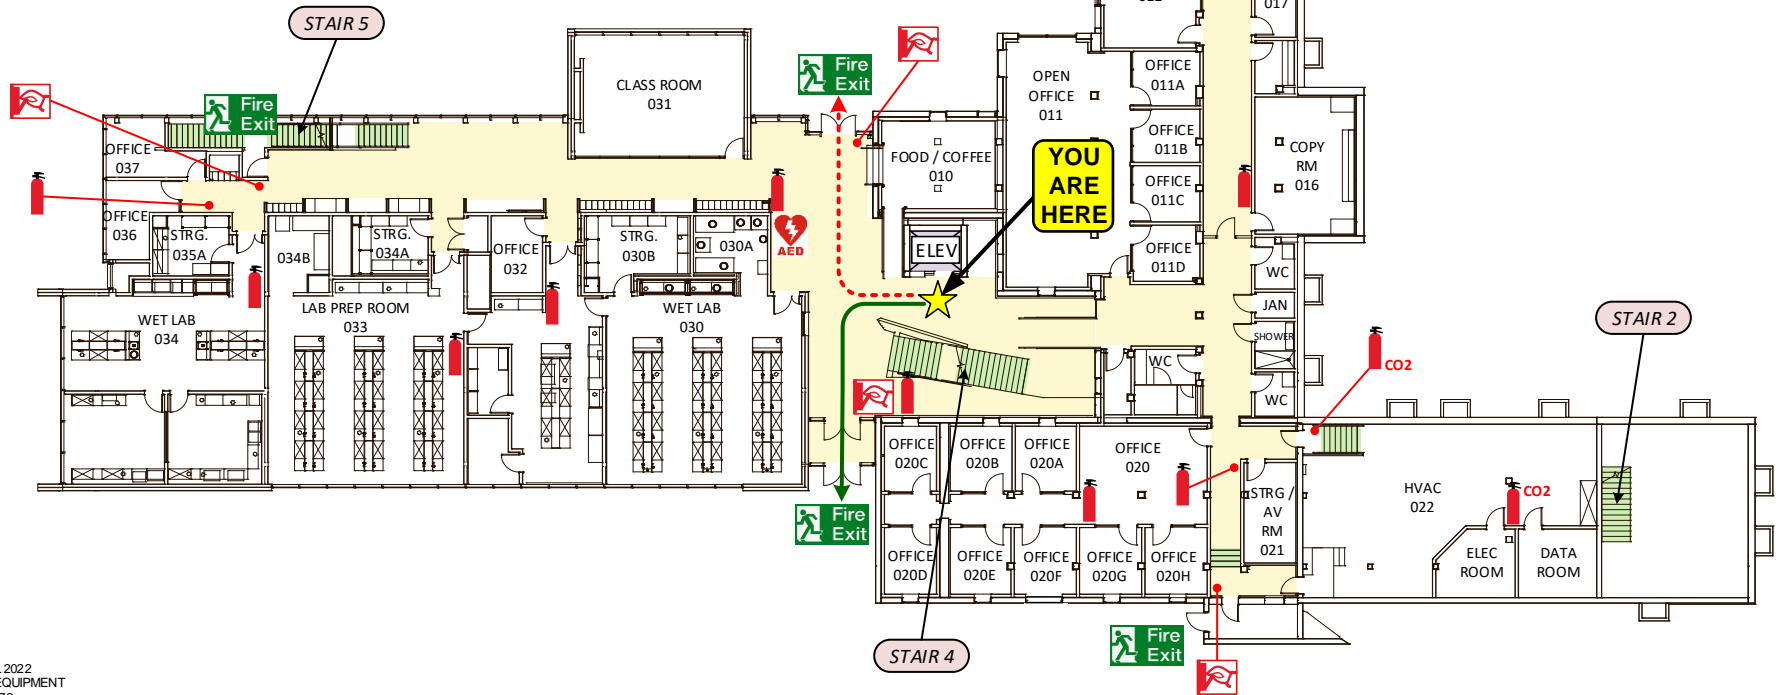 STAIR 5
017
Fire
Exit
CLASS ROOM
031
OPEN
OFFICE
011
OFFICE
011A
OFFICE
011B
COPY
RM
016
Fire
Exit
OFFICE
037
FOOD / COFFEE
010
YOU
ARE
HERE
OFFICE
011C
OFFICE
036
STRG.
035A
034B
STRG.
034A
OFFICE
032
STRG.
030B
030A
AED
ELEV
OFFICE
011D
WC
JAN
SHOWER
WC
WC
WET LAB
034
LAB PREP ROOM
033
WET LAB
030
STAIR 2
CO2
OFFICE
020C
OFFICE
020B
OFFICE
020A
OFFICE
020
STRG /
AV
RM
021
HVAC
022
CO2
Fire
Exit
OFFICE
020D
OFFICE
020E
OFFICE
020F
OFFICE
020G
OFFICE
020H
ELEC
ROOM
DATA
ROOM
STAIR 4
Fire
Exit
2022
EQUIPMENT